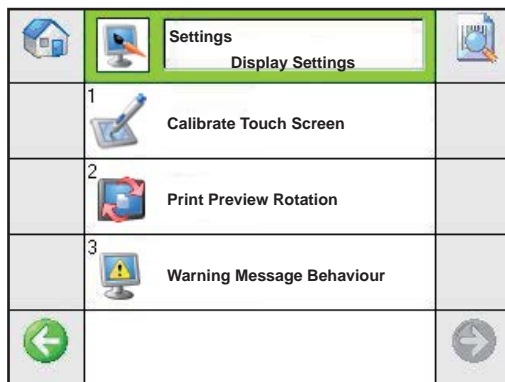 Settings
Display Settings
1
Calibrate Touch Screen
2
Print Preview Rotation
3
Warning Message Behaviour